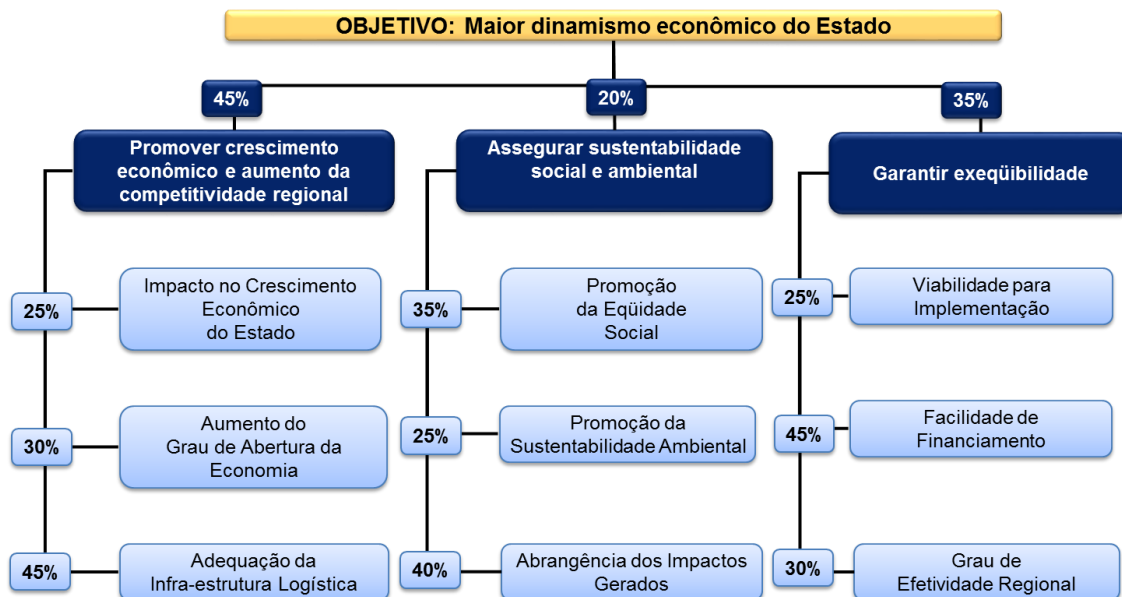 OBJETIVO: Maior dinamismo econômico do Estado
45%
20%
35%
Promover crescimento
econômico e aumento da
competitividade regional
Assegurar sustentabilidade
social e ambiental
Garantir exeqüibilidade
25%
Impacto no Crescimento
Econômico
do Estado
35%
Promoção
da Eqüidade
Social
25%
Viabilidade para
Implementação
30%
Aumento do
Grau de Abertura da
Economia
25%
Promoção da
Sustentabilidade Ambiental
45%
Facilidade de
Financiamento
45%
Adequação da
Infra-estrutura Logística
40%
Abrangência dos Impactos
Gerados
30%
Grau de
Efetividade Regional